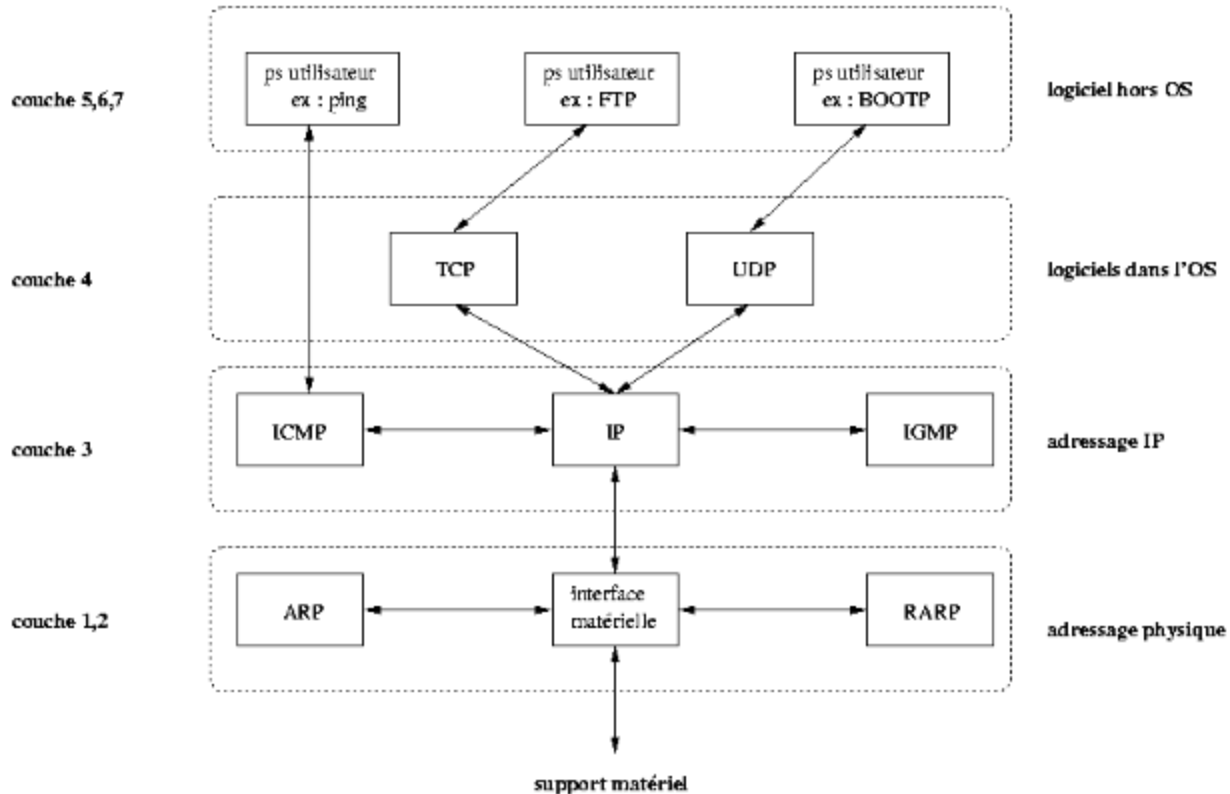 ps utilisateur
ex : ping
ps utilisateur
ex : FTP
ps utilisateur
ex : BOOTP
couche 5,6,7
logiciel hors OS
TCP
UDP
couche 4
logiciels dans l'OS
ICMP
IP
IGMP
couche 3
adressage IP
ARP
interface
matérielle
RARP
couche 1,2
adressage physique
support matériel